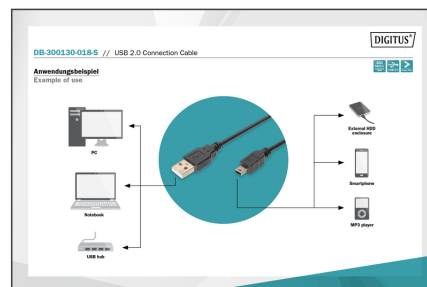 DIGITUS®
DB-300130-018-S // USB 2.0 Connection Cable
Anwendungsbeispiel
Example of use
PC
Notebook
USB hub
External HDD
enclosure
Smartphone
MP3 player